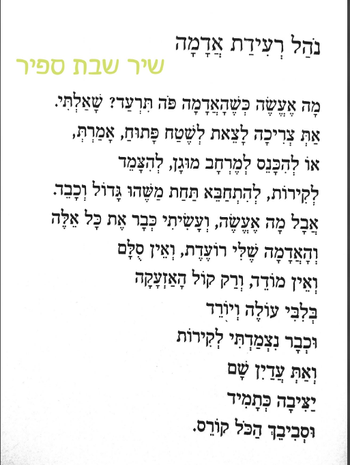 נֹהַל רְעִידַת אֲדָמָה
שיר שבת ספיר
מָה אֶעֱשֶׂה כְּשֶׁהָאֲדָמָה פֹּה תִּרְעַד? שָׁאַלְתִּי.
אַתְּ צְרִיכָה לָצֵאת לְשֶׁטַח פָּתוּחַ, אָמַרְתְּ,
אוֹ לְהִכָּנֵס לְמֶרְחָב מוּגָן, לְהִצָּמֵד
לְקִירוֹת, לְהִתְחַבֵּא תַּחַת מַשֶּׁהוּ גָּדוֹל וְכָבֵד.
אֲבָל מָה אֶעֱשֶׂה, וְעָשִׂיתִי כְּבָר אֶת כָּל אֵלֶּה
וְהָאֲדָמָה שֶׁלִּי רוֹעֶדֶת, וְאֵין סֻלָּם
וְאֵין מוֹדֵד, וְרַק קוֹל הָאַזְעָקָה
בְּלִבִּי עוֹלֶה וְיוֹרֵד
וּכְבָר נִצְמַדְתִּי לְקִירוֹת
וְאַתְּ עֲדַיִן שָׁם
יַצִּיבָה כְּתָמִיד
וּסְבִיבֵךְ הַכֹּל קוֹרֵס.